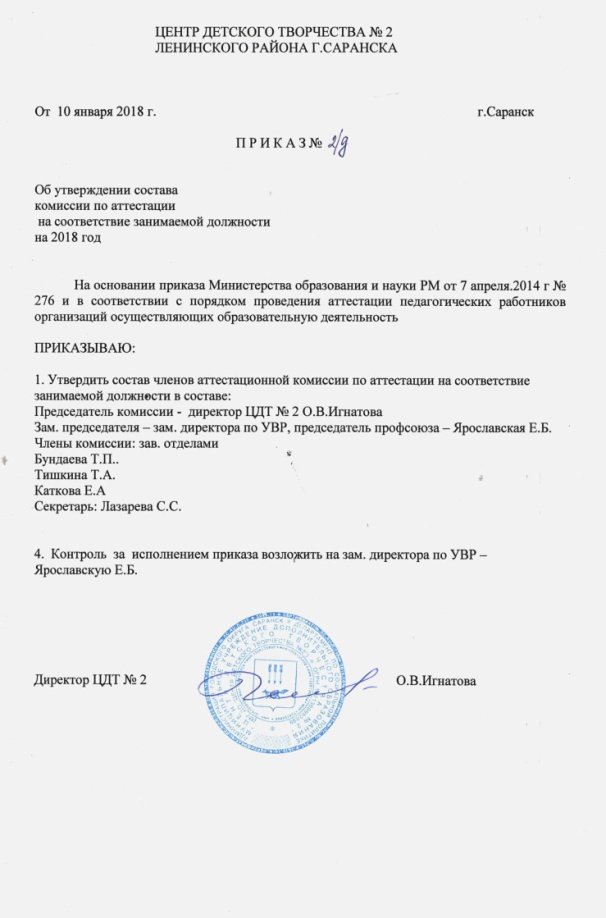 ЦЕНТР ДЕТСКОГО ТВОРЧЕСТВА № 2
ЛЕНИНСКОГО РАЙОНА Г.САРАНСКА
От 10 января 2018 г. г.Саранск
П Р И К А З № 2/д
Об утверждении состава
комиссии по аттестации
на соответствие занимаемой должности
на 2018 год
На основании приказа Министерства образования и науки РМ от 7 апреля.2014 г №
276 и в соответствии с порядком проведения аттестации педагогических работников
организаций осуществляющих образовательную деятельность
ПРИКАЗЫВАЮ:
1. Утвердить состав членов аттестационной комиссии по аттестации на соответствие
занимаемой должности в составе:
Председатель комиссии - директор ЦДТ № 2 О.В.Игнатова
Зам. председателя – зам. директора по УВР, председатель профсоюза – Ярославская Е.Б.
Члены комиссии: зав. отделами
Бундаева Т.П..
Тишкина Т.А.
Каткова Е.А
Секретарь: Лазарева С.С.
4. Контроль за исполнением приказа возложить на зам. директора по УВР –
Ярославскую Е.Б.
Директор ЦДТ № 2 О.В.Игнатова